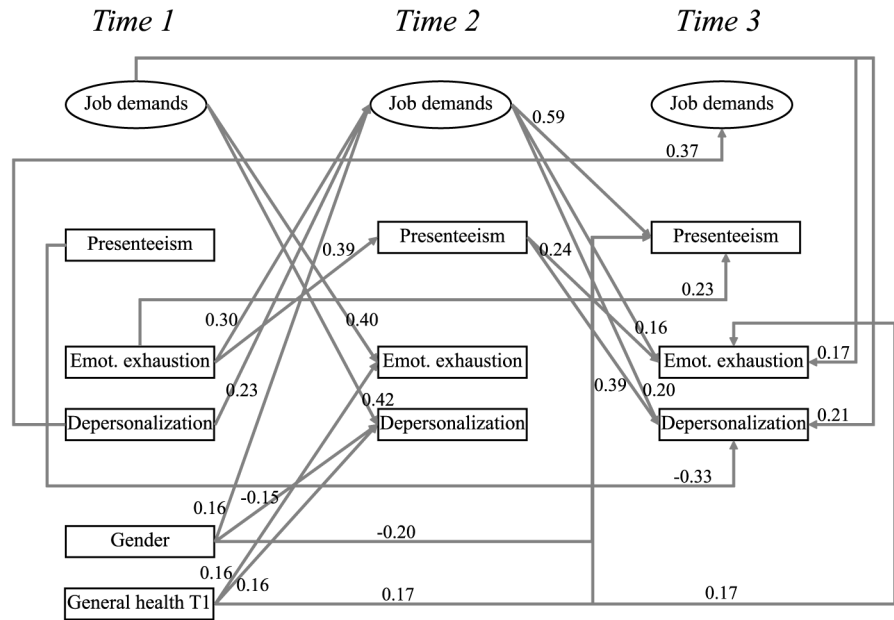 Time 1 Time 2 Time 3
Job demands Job demands Job demands
0.59
0.37
Presenteeism Presenteeism Presenteeism
0.39 0.24
0.23
0.30 0.40 0.16
Emot. exhaustion Emot. exhaustion Emot. exhaustion 0.17
0.23 0.42 0.39 0.20
Depersonalization Depersonalization Depersonalization 0.21
-0.33
0.16 -0.15
Gender -0.20
0.16 0.16
General health T1 0.17 0.17